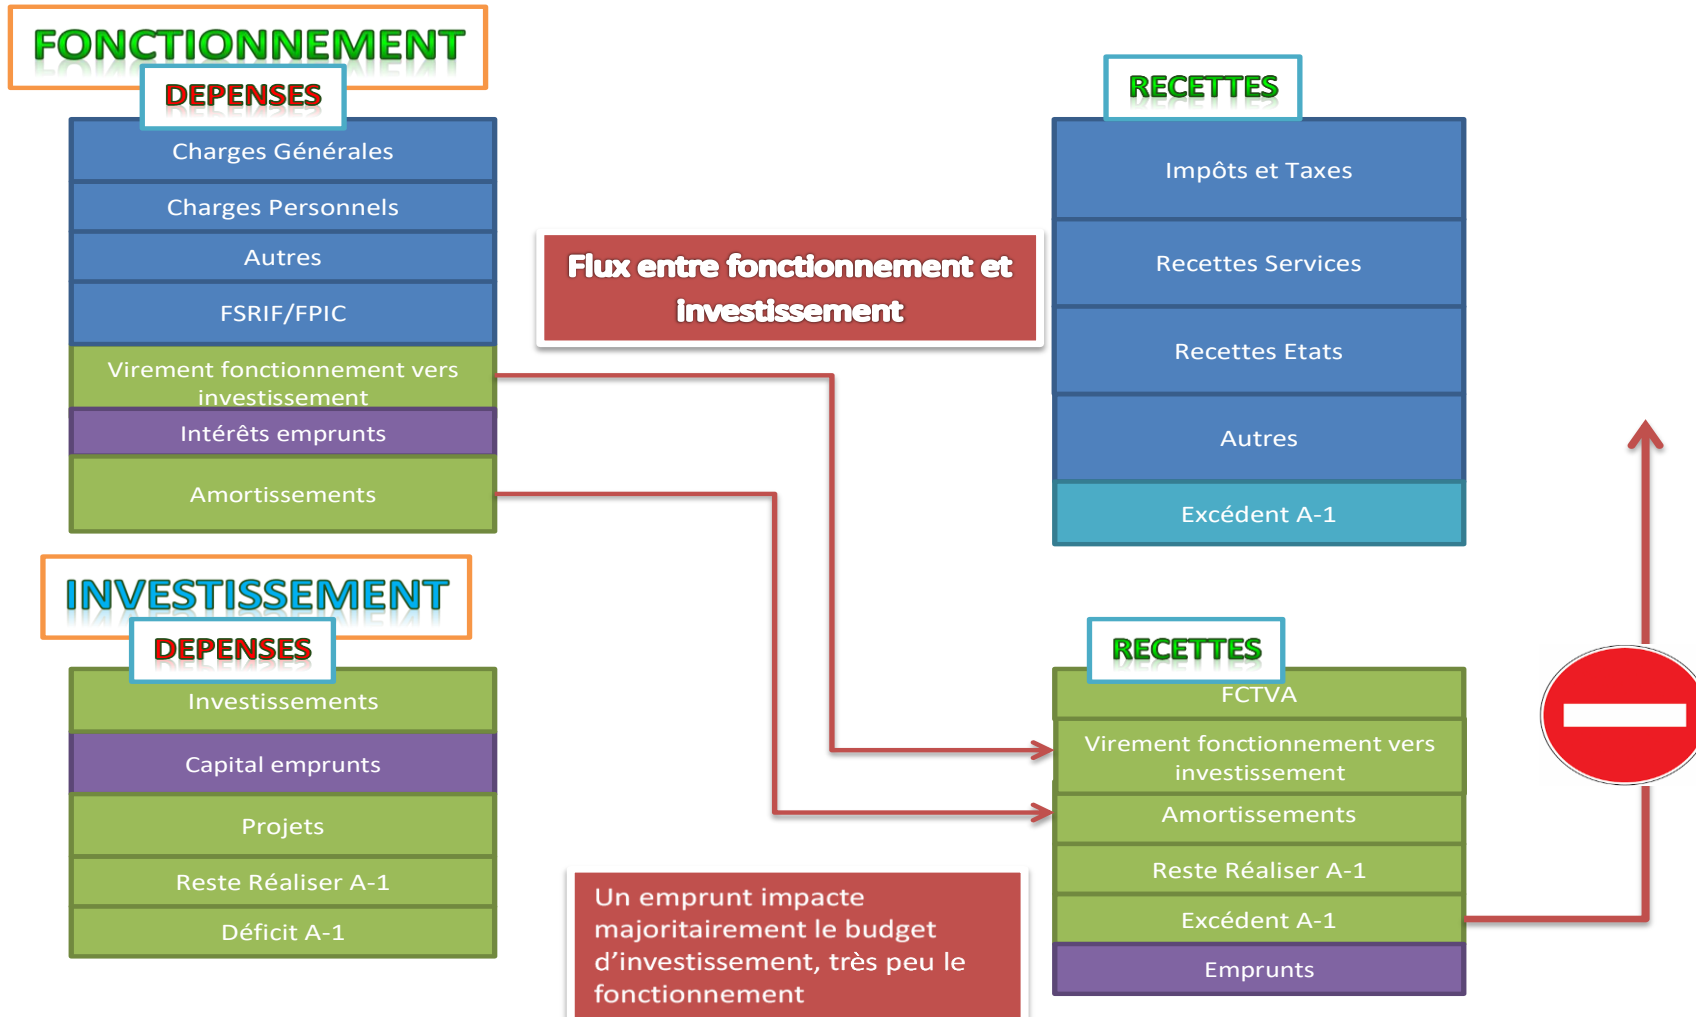 FONCTIONNEMENT
DEPENSES
Charges Générales
Charges Personnels
Autres
FSRIF/FPIC
Virement fonctionnement vers
investissement
Intérêts emprunts
Amortissements
Flux entre fonctionnement et
investissement
RECETTES
Impôts et Taxes
Recettes Services
Recettes Etats
Autres
Excédent A-1
INVESTISSEMENT
DEPENSES
Investissements
Capital emprunts
Projets
Reste Réaliser A-1
Déficit A-1
Un emprunt impacte
majoritairement le budget
d’investissement, très peu le
fonctionnement
RECETTES
FCTVA
Virement fonctionnement vers
investissement
Amortissements
Reste Réaliser A-1
Excédent A-1
Emprunts